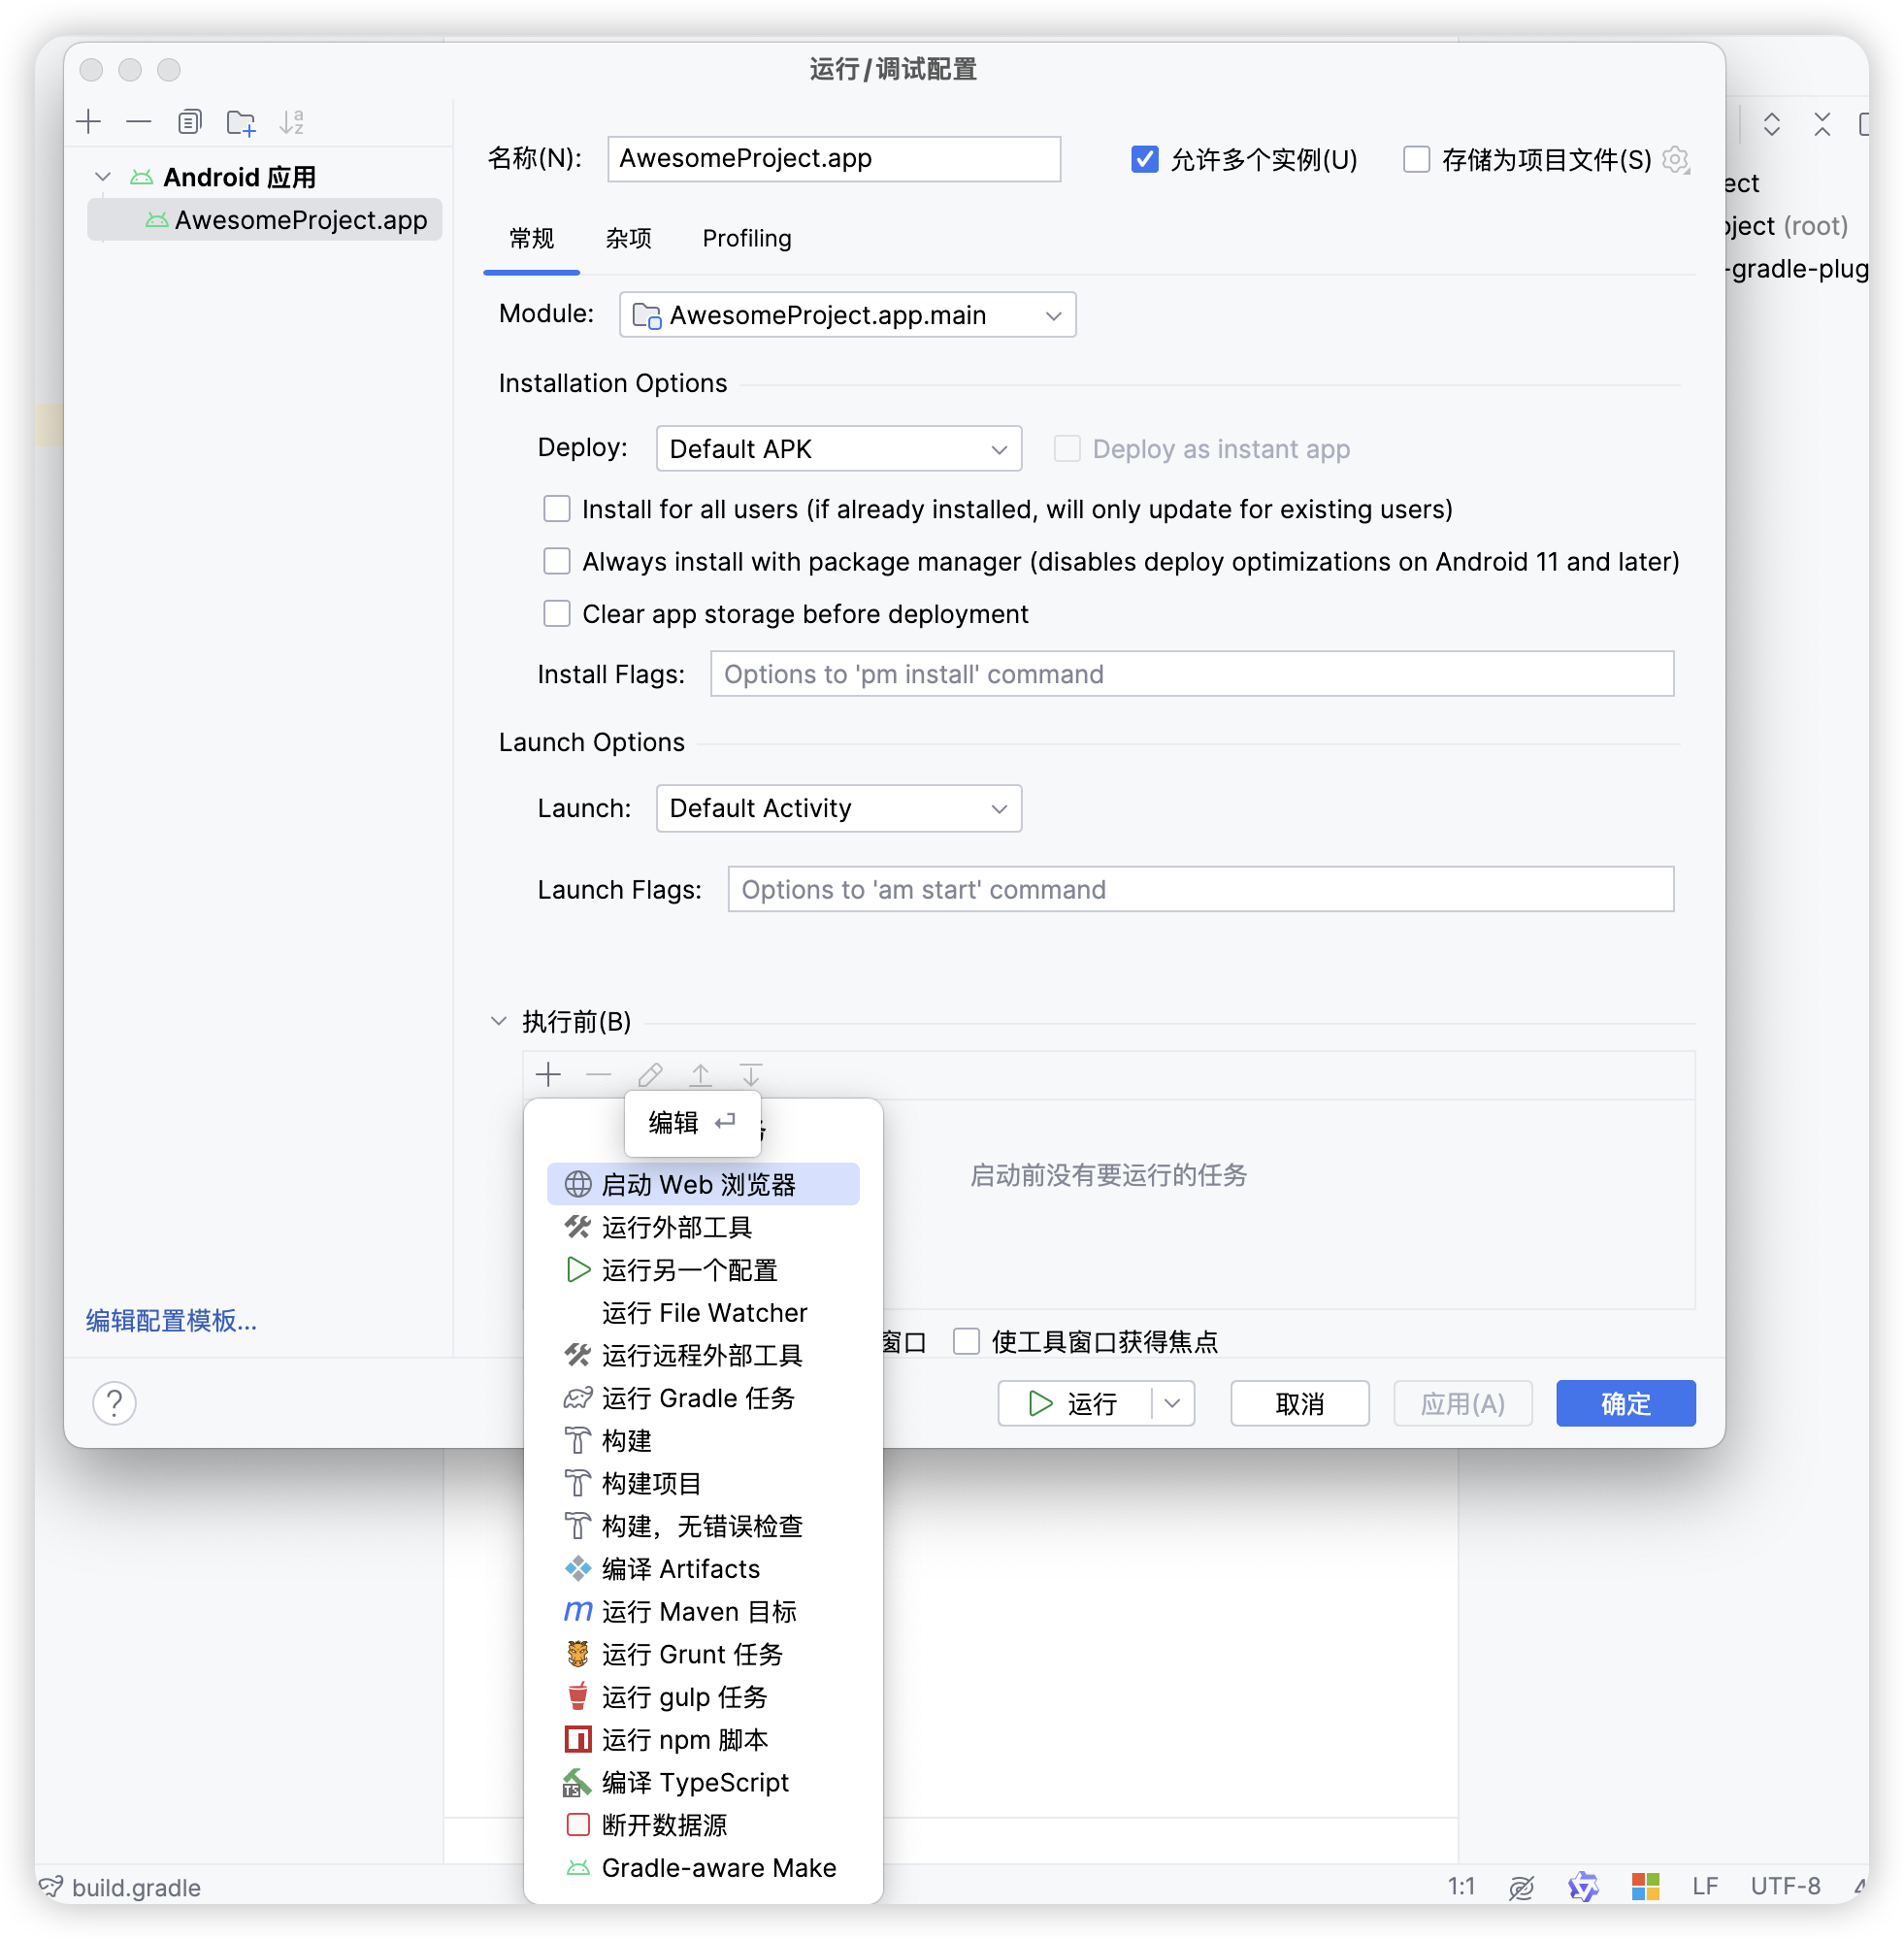 运行/调试配置
Android 应用
AwesomeProject.app
编辑配置模板...
名称(N): AwesomeProject.app 允许多个实例(U) 存储为项目文件(S)
常规 杂项 Profiling
Module: AwesomeProject.app.main
Installation Options
Deploy: Default APK Deploy as instant app
Install for all users (if already installed, will only update for existing users)
Always install with package manager (disables deploy optimizations on Android 11 and later)
Clear app storage before deployment
Install Flags: Options to 'pm install' command
Launch Options
Launch: Default Activity
Launch Flags: Options to 'am start' command
执行前(B)
编辑
启动前没有要运行的任务
启动 Web 浏览器
运行外部工具
运行另一个配置
运行 File Watcher
运行远程外部工具
运行 Gradle 任务
构建
构建项目
构建，无错误检查
编译 Artifacts
运行 Maven 目标
运行 Grunt 任务
运行 gulp 任务
运行 npm 脚本
编译 TypeScript
断开数据源
Gradle-aware Make
窗口 使工具窗口获得焦点
? 运行 取消 应用(A) 确定
ect
oject (root)
-gradle-plug
build.gradle 1:1 LF UTF-8